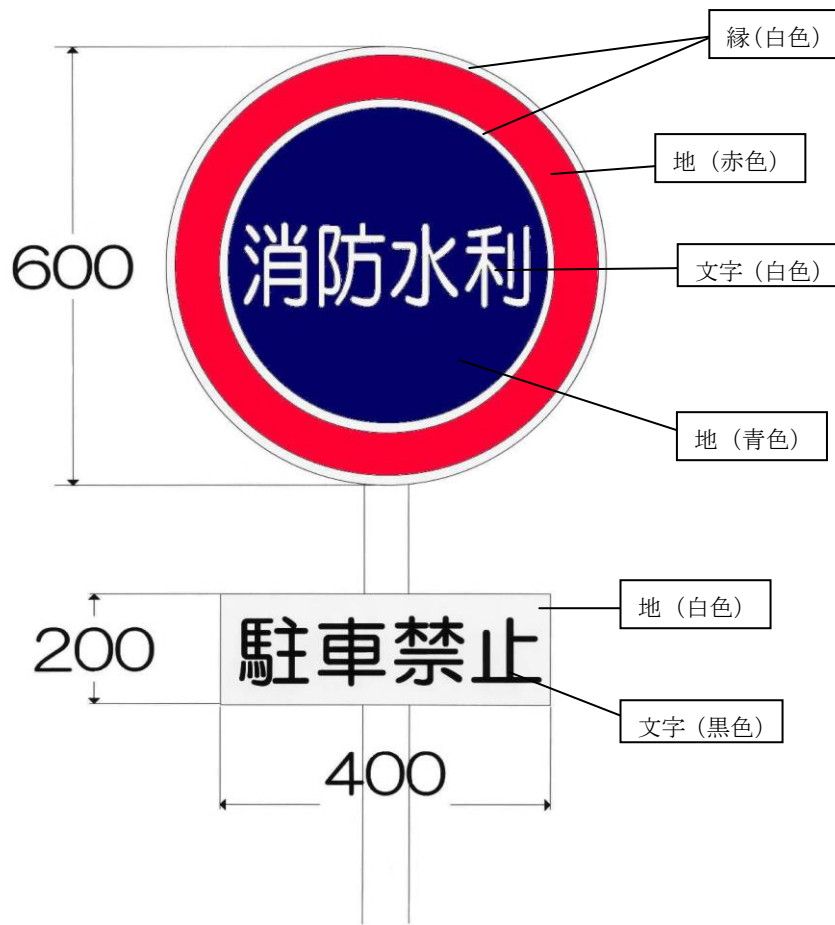 縁(白色)
地（赤色）
600
消防水利
文字（白色）
地（青色）
地（白色）
200
駐車禁止
文字（黒色）
400